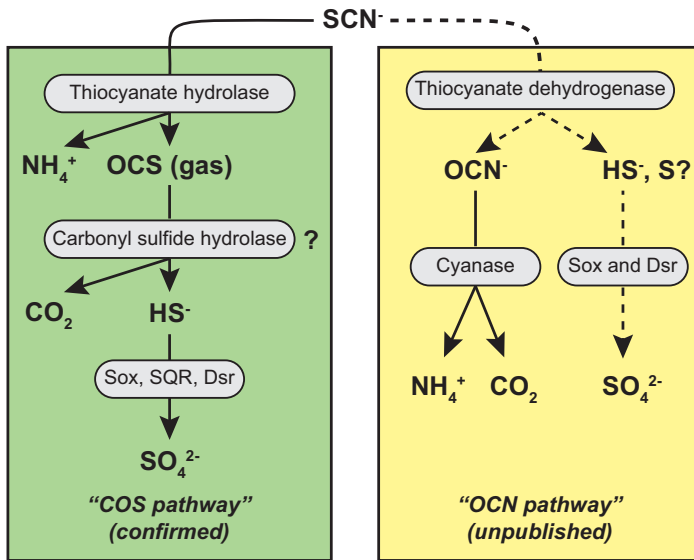 SCN⁻
Thiocyanate hydrolase
NH₄⁺ OCS (gas)
Carbonyl sulfide hydrolase ?
CO₂ HS⁻
Sox, SQR, Dsr
SO₄²⁻
“COS pathway”
(confirmed)
Thiocyanate dehydrogenase
OCN⁻ HS⁻, S?
Cyanase Sox and Dsr
NH₄⁺ CO₂ SO₄²⁻
“OCN pathway”
(unpublished)